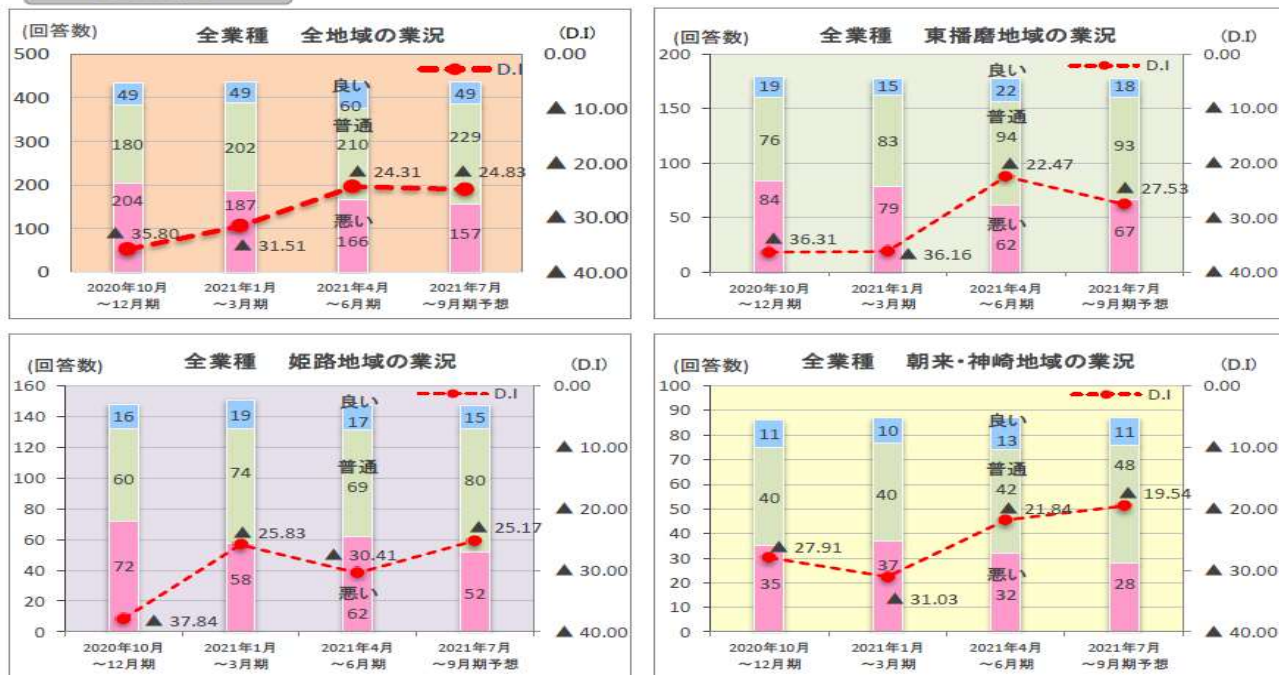 (回答数) 全業種 全地域の業況 (D.I)
D.I
500
400
300
200
100
0
0.00
▲ 10.00
▲ 20.00
▲ 30.00
▲ 40.00
49 49 良い 60 49
180 202 普通 210 229
204 187 悪い 166 157
▲ 35.80
▲ 31.51
▲ 24.31
▲ 24.83
2020年10月 2021年1月 2021年4月 2021年7月
～12月期 ～3月期 ～6月期 ～9月期予想
(回答数) 全業種 東播磨地域の業況 (D.I)
D.I
200
150
100
50
0
0.00
▲ 10.00
▲ 20.00
▲ 30.00
▲ 40.00
19 15 良い 22 18
76 83 普通 94 93
84 79 悪い 62 67
▲ 36.31
▲ 36.16
▲ 22.47
▲ 27.53
2020年10月 2021年1月 2021年4月 2021年7月
～12月期 ～3月期 ～6月期 ～9月期予想
(回答数) 全業種 姫路地域の業況 (D.I)
D.I
160
140
120
100
80
60
40
20
0
0.00
▲ 10.00
▲ 20.00
▲ 30.00
▲ 40.00
16 19 良い 17 15
60 74 普通 69 80
72 58 悪い 62 52
▲ 37.84
▲ 25.83
▲ 30.41
▲ 25.17
2020年10月 2021年1月 2021年4月 2021年7月
～12月期 ～3月期 ～6月期 ～9月期予想
(回答数) 全業種 朝来・神崎地域の業況 (D.I)
D.I
100
90
80
70
60
50
40
30
20
10
0
0.00
▲ 10.00
▲ 20.00
▲ 30.00
▲ 40.00
11 10 良い 13 11
40 40 普通 42 48
35 37 悪い 32 28
▲ 27.91
▲ 31.03
▲ 21.84
▲ 19.54
2020年10月 2021年1月 2021年4月 2021年7月
～12月期 ～3月期 ～6月期 ～9月期予想